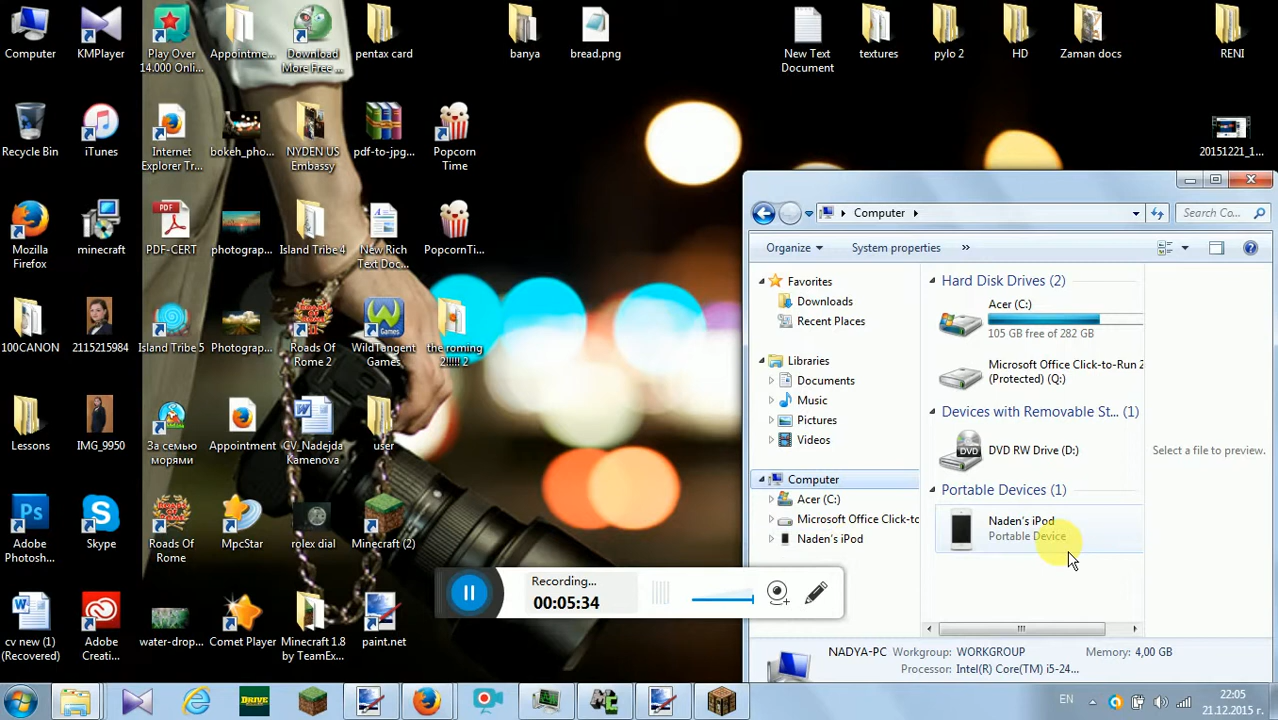 Computer
KMPlayer
Play Over
14.000 Onli...
Appointme...
Download
More Free ...
pentax card
banya
bread.png
New Text
Document
textures
pylo 2
HD
Zaman docs
RENI
Recycle Bin
iTunes
Internet
Explorer Tr...
bokeh_pho...
NYDEN US
Embassy
pdf-to-jpg...
Popcorn
Time
20151221_1...
Mozilla
Firefox
minecraft
PDF
PDF-CERT
photograp...
Island Tribe 4
New Rich
Text Doc...
PopcornTi...
100CANON
2115215984
Island Tribe 5
Photograp...
Roads Of
Rome 2
WildTangent
Games
the roming
2!!!!! 2
Lessons
IMG_9950
За семью
морями
Appointment
CV_Nadejda
Kamenova
user
Adobe
Photosh...
Skype
Roads Of
Rome
MpcStar
rolex dial
Minecraft (2)
cv new (1)
(Recovered)
Adobe
Creati...
water-drop...
Comet Player
Minecraft 1.8
by TeamEx...
paint.net
Computer
Search Co...
Organize
System properties
»
Favorites
Downloads
Recent Places
Libraries
Documents
Music
Pictures
Videos
Computer
Acer (C:)
Microsoft Office Click-to
Naden's iPod
Hard Disk Drives (2)
Acer (C:)
105 GB free of 282 GB
Microsoft Office Click-to-Run 2
(Protected) (Q:)
Devices with Removable St... (1)
DVD
DVD RW Drive (D:)
Portable Devices (1)
Naden's iPod
Portable Device
Select a file to preview.
NADYA-PC Workgroup: WORKGROUP Memory: 4,00 GB
Processor: Intel(R) Core(TM) i5-24...
Recording...
00:05:34
DRIVE
EN
22:05
21.12.2015 г.